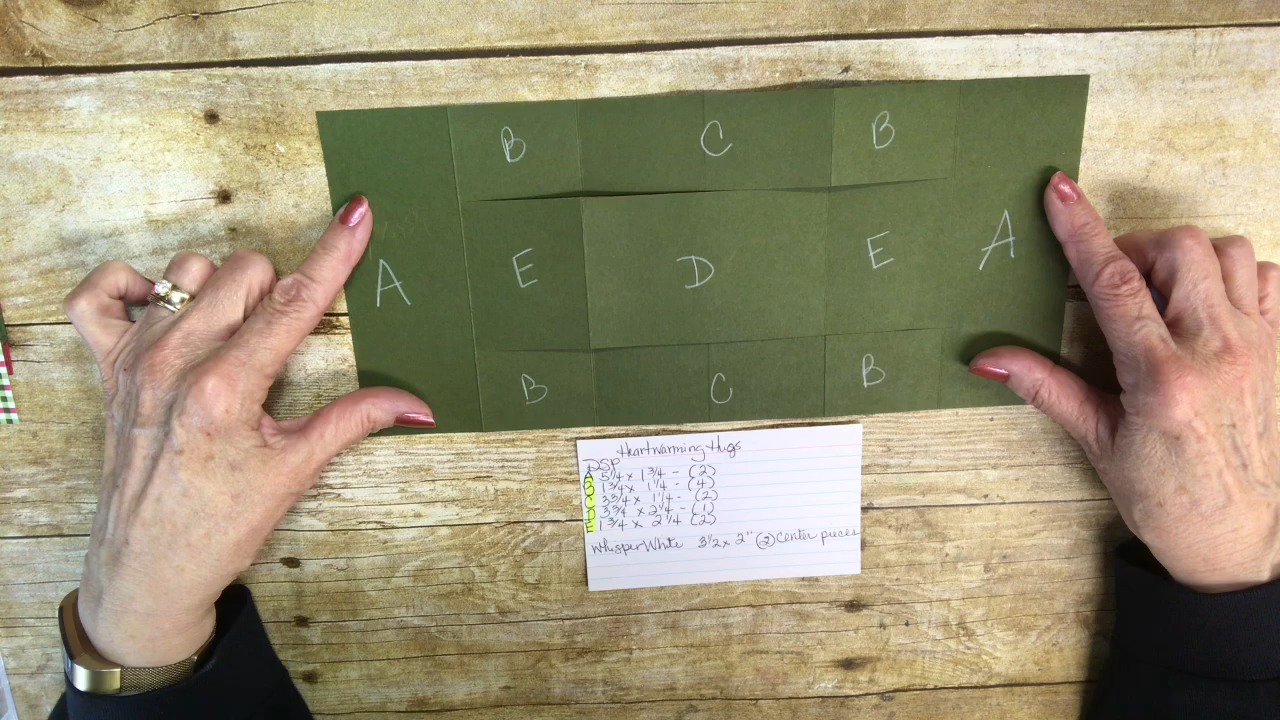 B C B
A E D E A
B C B
Heartwarming Hugs
DSP
A 5 1/4 x 1 3/4 - (2)
B 1 3/4 x 1 1/4 - (4)
C 3 3/4 x 1 1/4 - (2)
D 3 3/4 x 2 1/4 - (1)
E 1 3/4 x 2 1/4 (2)
Whisper White 3 1/2 x 2" (2) center pieces